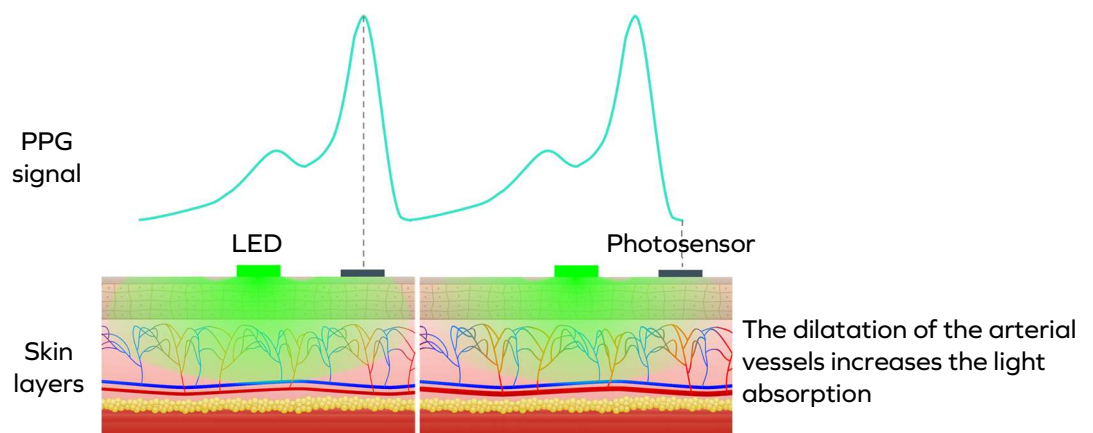 PPG
signal
LED
Photosensor
Skin
layers
The dilatation of the arterial
vessels increases the light
absorption